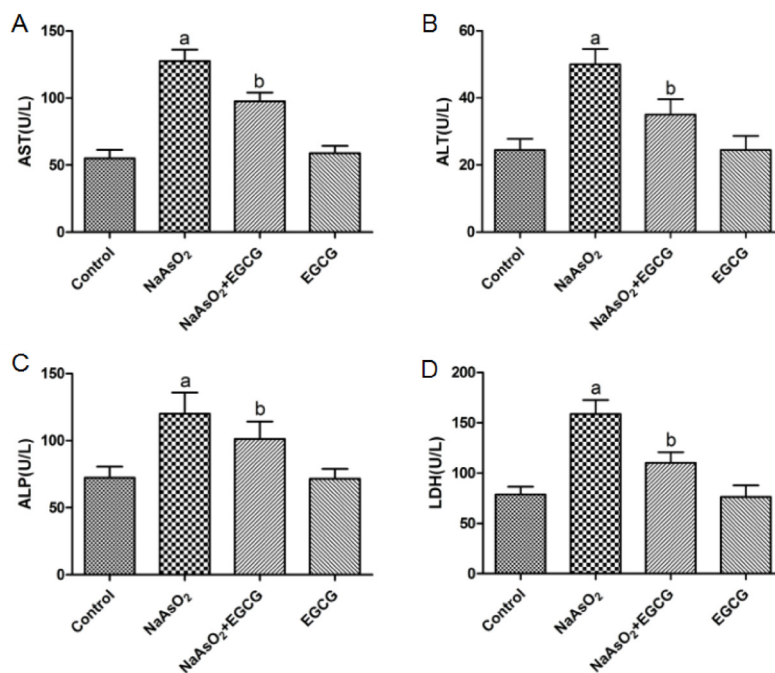 A
AST(U/L)
150
100
50
0
a
b
Control
NaAsO₂
NaAsO₂+EGCG
EGCG
B
ALT(U/L)
60
40
20
0
a
b
Control
NaAsO₂
NaAsO₂+EGCG
EGCG
C
ALP(U/L)
150
100
50
0
a
b
Control
NaAsO₂
NaAsO₂+EGCG
EGCG
D
LDH(U/L)
200
150
100
50
0
a
b
Control
NaAsO₂
NaAsO₂+EGCG
EGCG